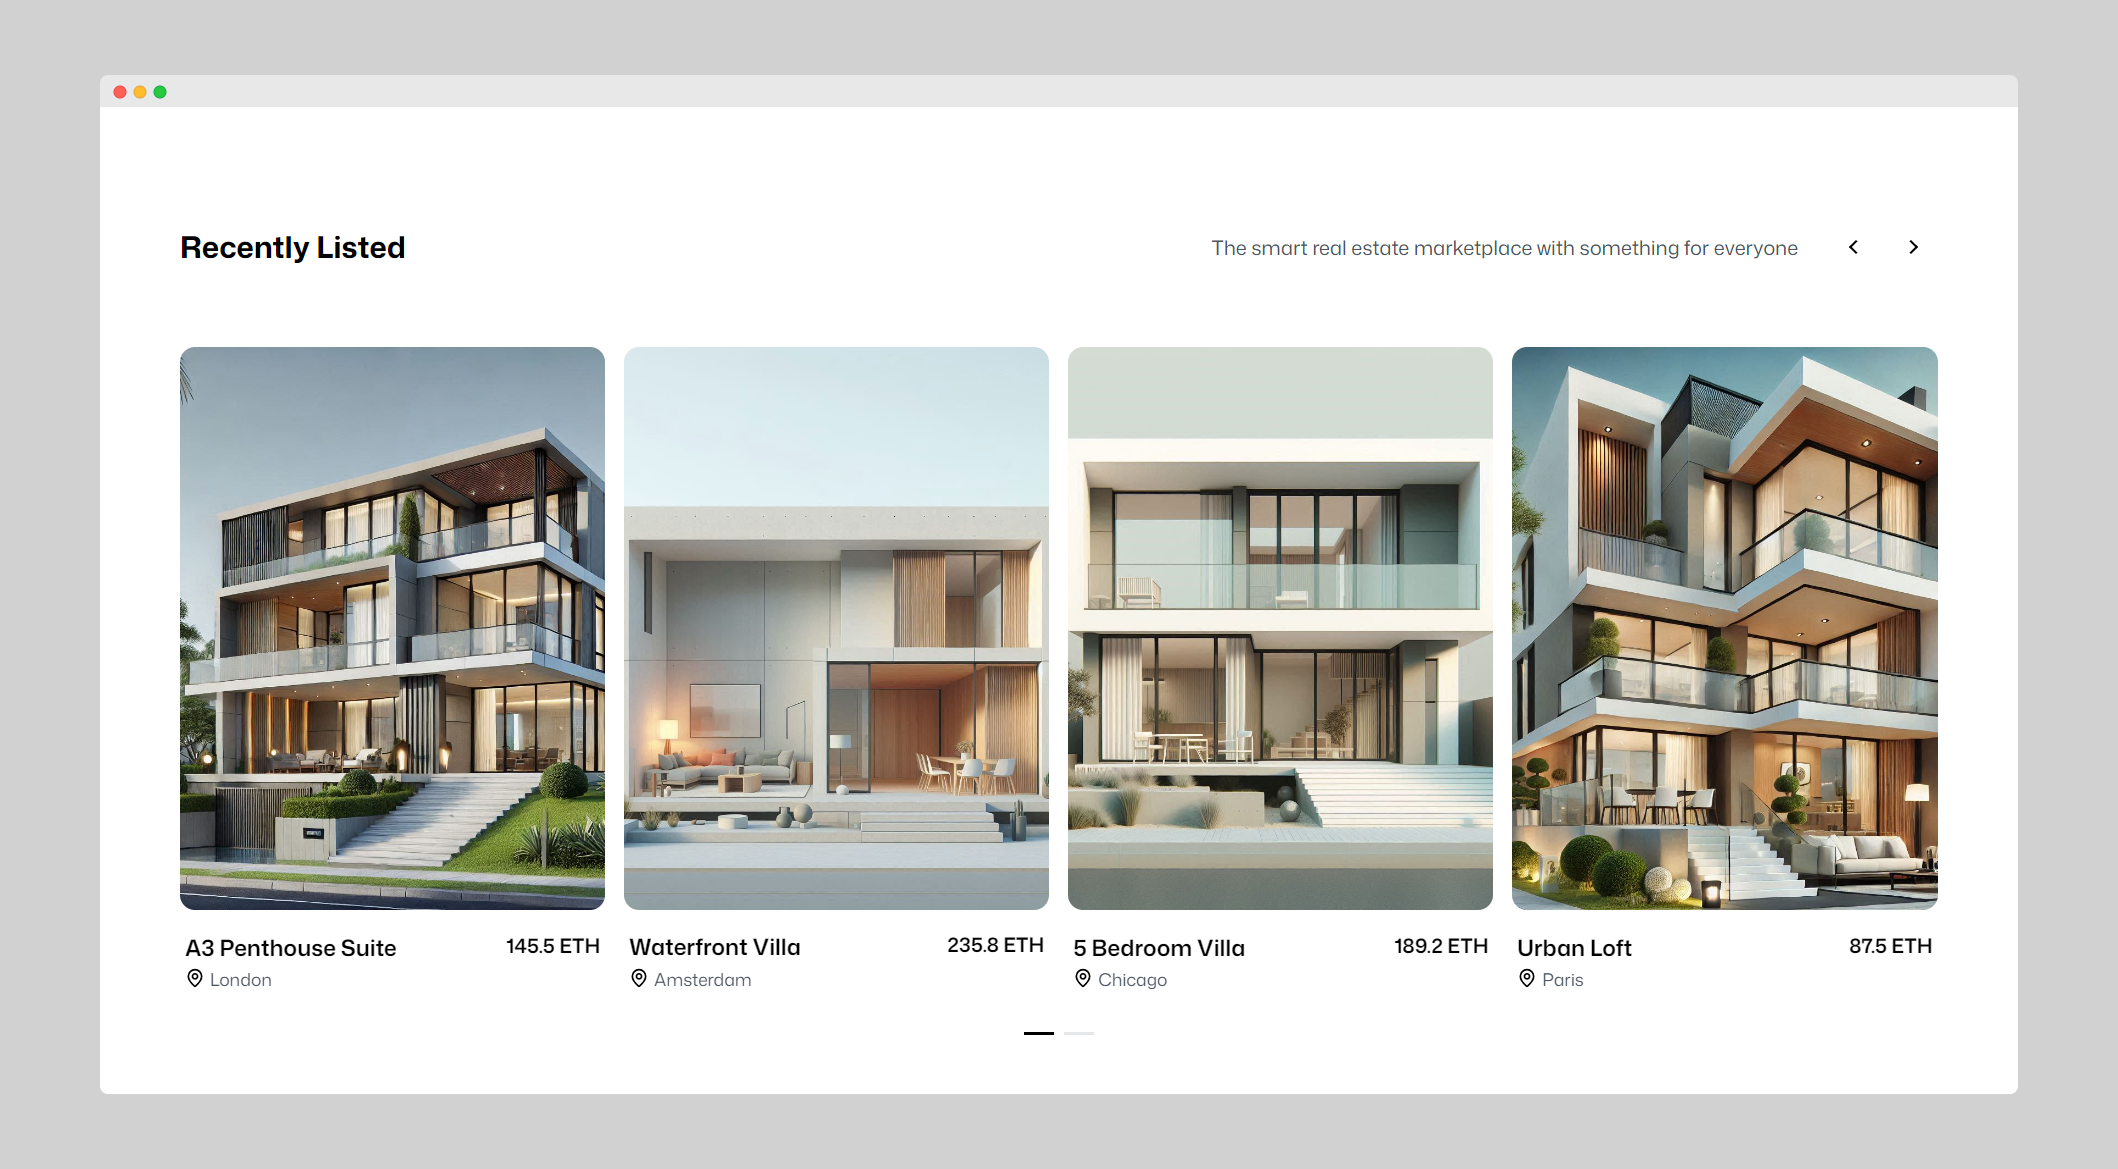 Recently Listed
The smart real estate marketplace with something for everyone
A3 Penthouse Suite
145.5 ETH
London
Waterfront Villa
235.8 ETH
Amsterdam
5 Bedroom Villa
189.2 ETH
Chicago
Urban Loft
87.5 ETH
Paris